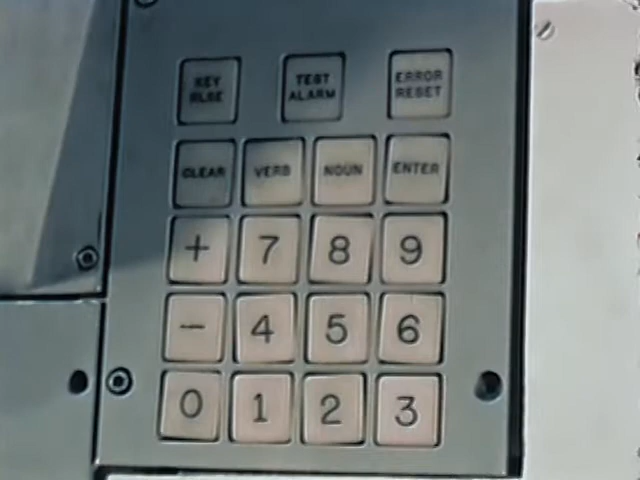 KEY RLSE TEST ALARM ERROR RESET
CLEAR VERB NOUN ENTER
+ 7 8 9
- 4 5 6
0 1 2 3